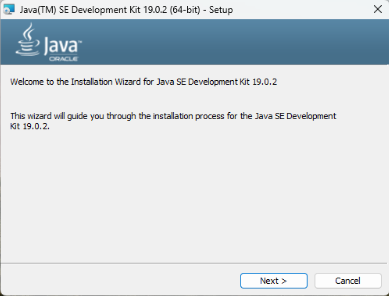 Java(TM) SE Development Kit 19.0.2 (64-bit) - Setup
Java™
ORACLE
Welcome to the Installation Wizard for Java SE Development Kit 19.0.2
This wizard will guide you through the installation process for the Java SE Development
Kit 19.0.2.
Next >
Cancel